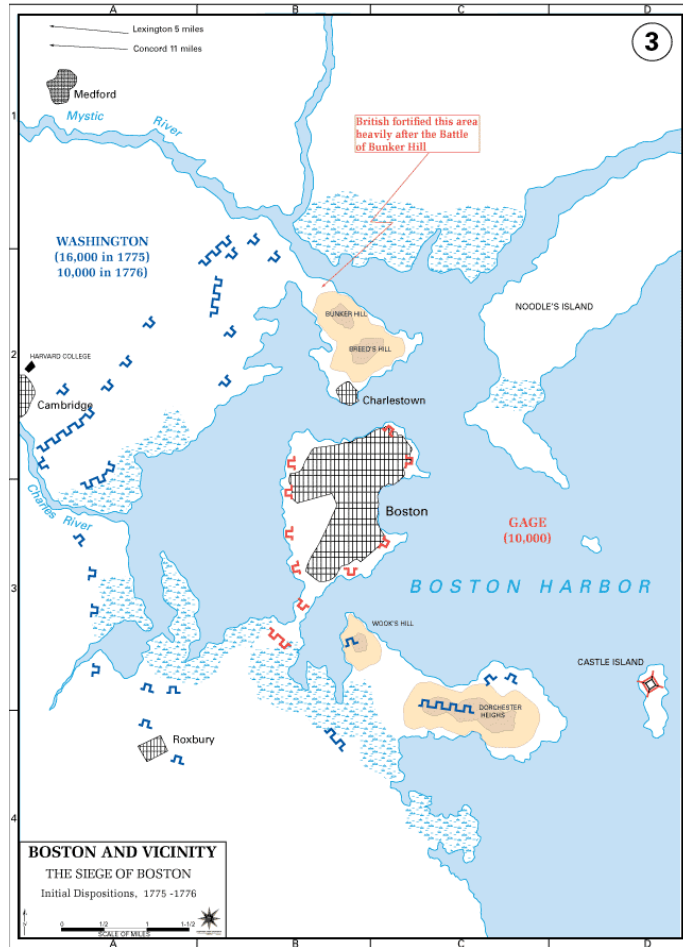 A B C D
Lexington 5 miles
Concord 11 miles
3
Medford
1
Mystic
River
British fortified this area
heavily after the Battle
of Bunker Hill
WASHINGTON
(16,000 in 1775)
10,000 in 1776)
NOODLE'S ISLAND
BUNKER HILL
BREED'S HILL
2
HARVARD COLLEGE
Cambridge
Charlestown
Charles
River
Boston
GAGE
(10,000)
3
BOSTON HARBOR
WOOK'S HILL
CASTLE ISLAND
DORCHESTER
HEIGHS
Roxbury
4
BOSTON AND VICINITY
THE SIEGE OF BOSTON
Initial Dispositions, 1775 -1776
0 1/2 1 1-1/2
SCALE OF MILES
A B C D